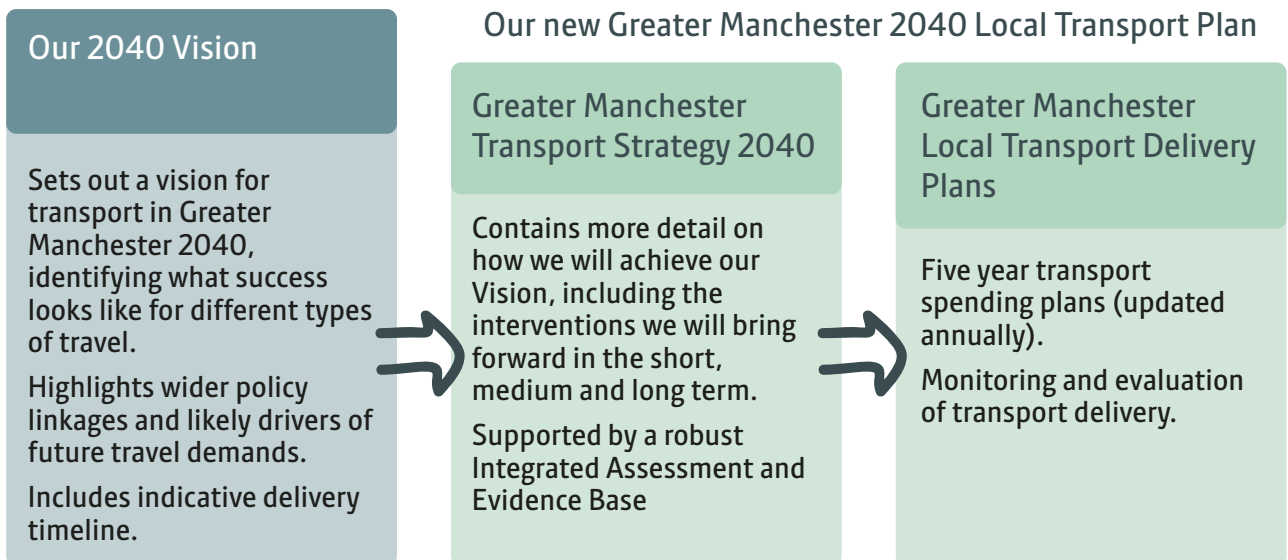 Our 2040 Vision
Sets out a vision for
transport in Greater
Manchester 2040,
identifying what success
looks like for different types
of travel.
Highlights wider policy
linkages and likely drivers of
future travel demands.
Includes indicative delivery
timeline.
Our new Greater Manchester 2040 Local Transport Plan
Greater Manchester
Transport Strategy 2040
Contains more detail on
how we will achieve our
Vision, including the
interventions we will bring
forward in the short,
medium and long term.
Supported by a robust
Integrated Assessment and
Evidence Base
Greater Manchester
Local Transport Delivery
Plans
Five year transport
spending plans (updated
annually).
Monitoring and evaluation
of transport delivery.